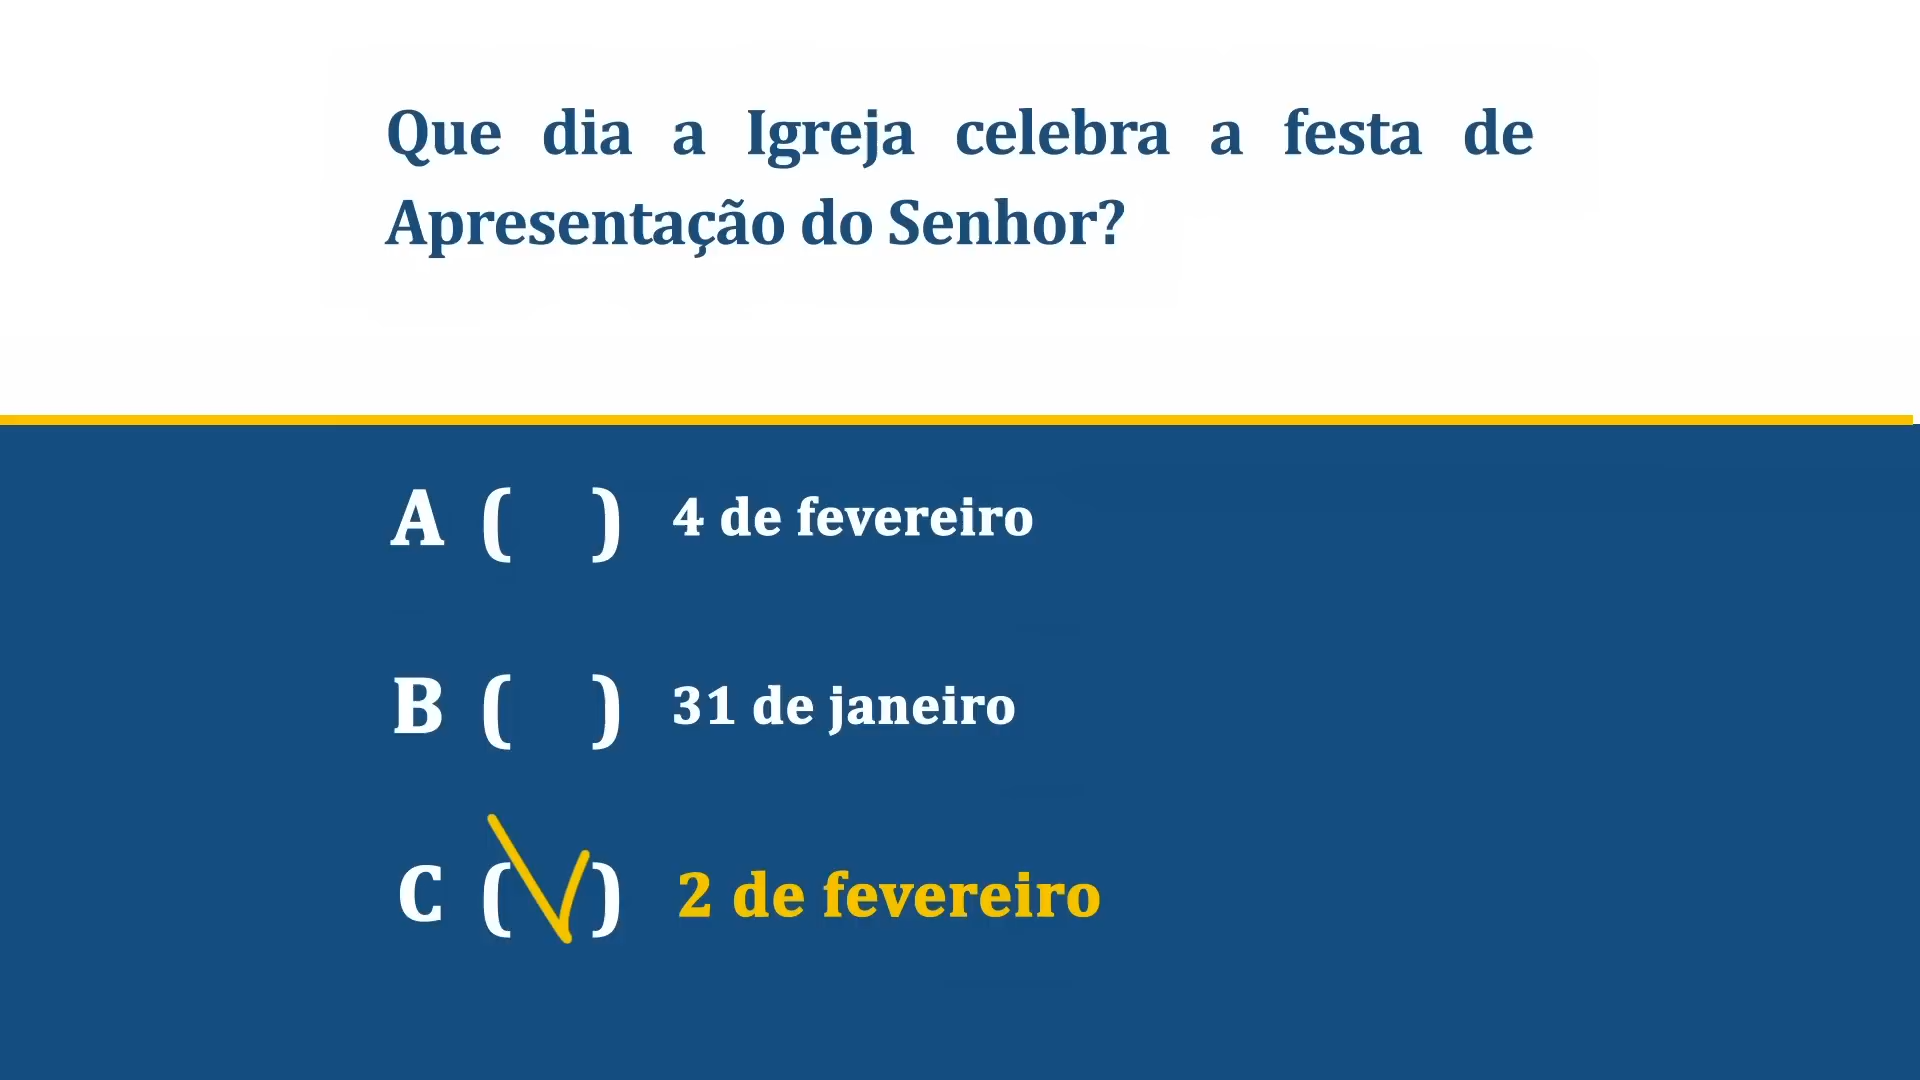 Que dia a Igreja celebra a festa de
Apresentação do Senhor?
A ( ) 4 de fevereiro
B ( ) 31 de janeiro
C ( ) 2 de fevereiro